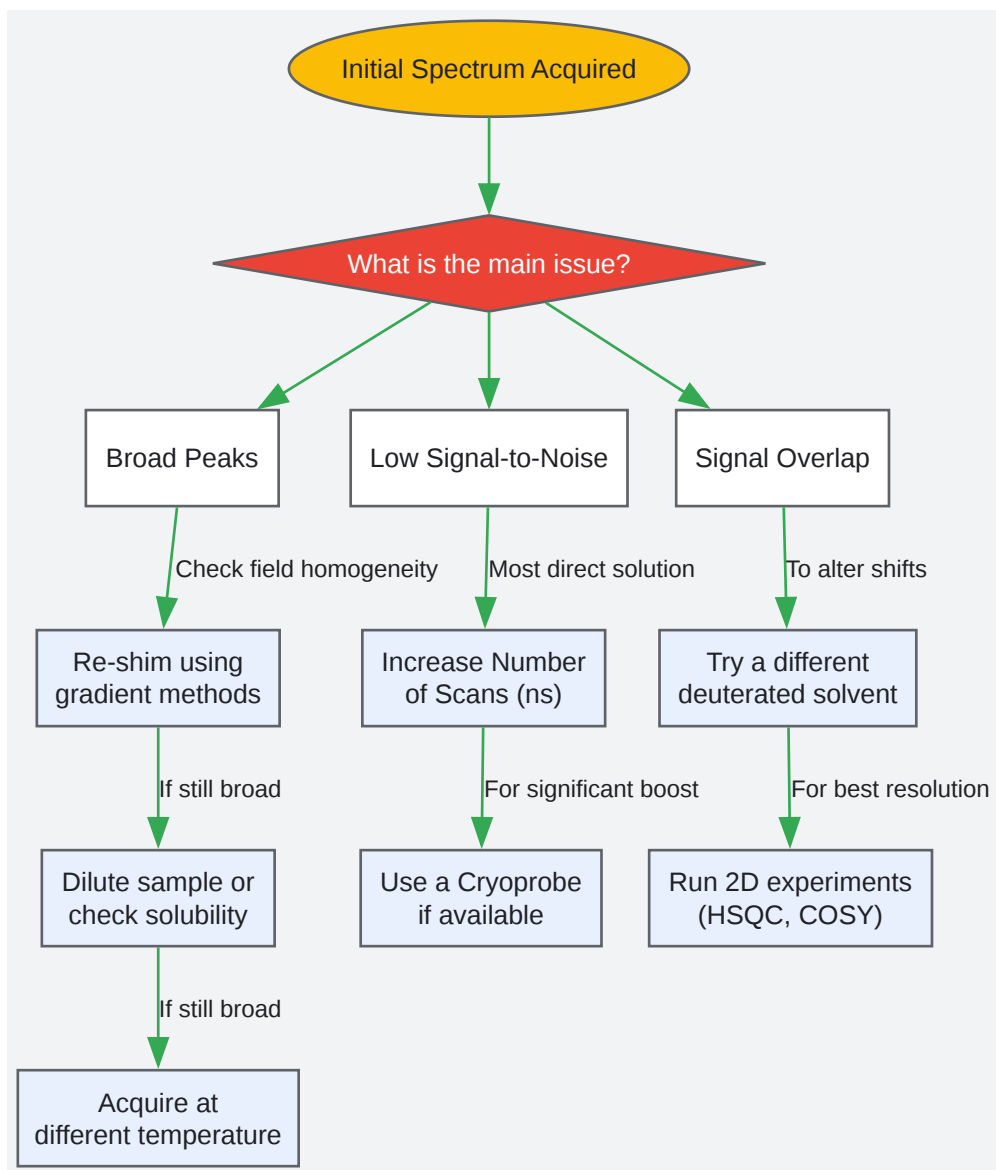 Initial Spectrum Acquired
What is the main issue?
Broad Peaks
Low Signal-to-Noise
Signal Overlap
Check field homogeneity
Most direct solution
To alter shifts
Re-shim using
gradient methods
Increase Number
of Scans (ns)
Try a different
deuterated solvent
If still broad
For significant boost
For best resolution
Dilute sample or
check solubility
Use a Cryoprobe
if available
Run 2D experiments
(HSQC, COSY)
If still broad
Acquire at
different temperature